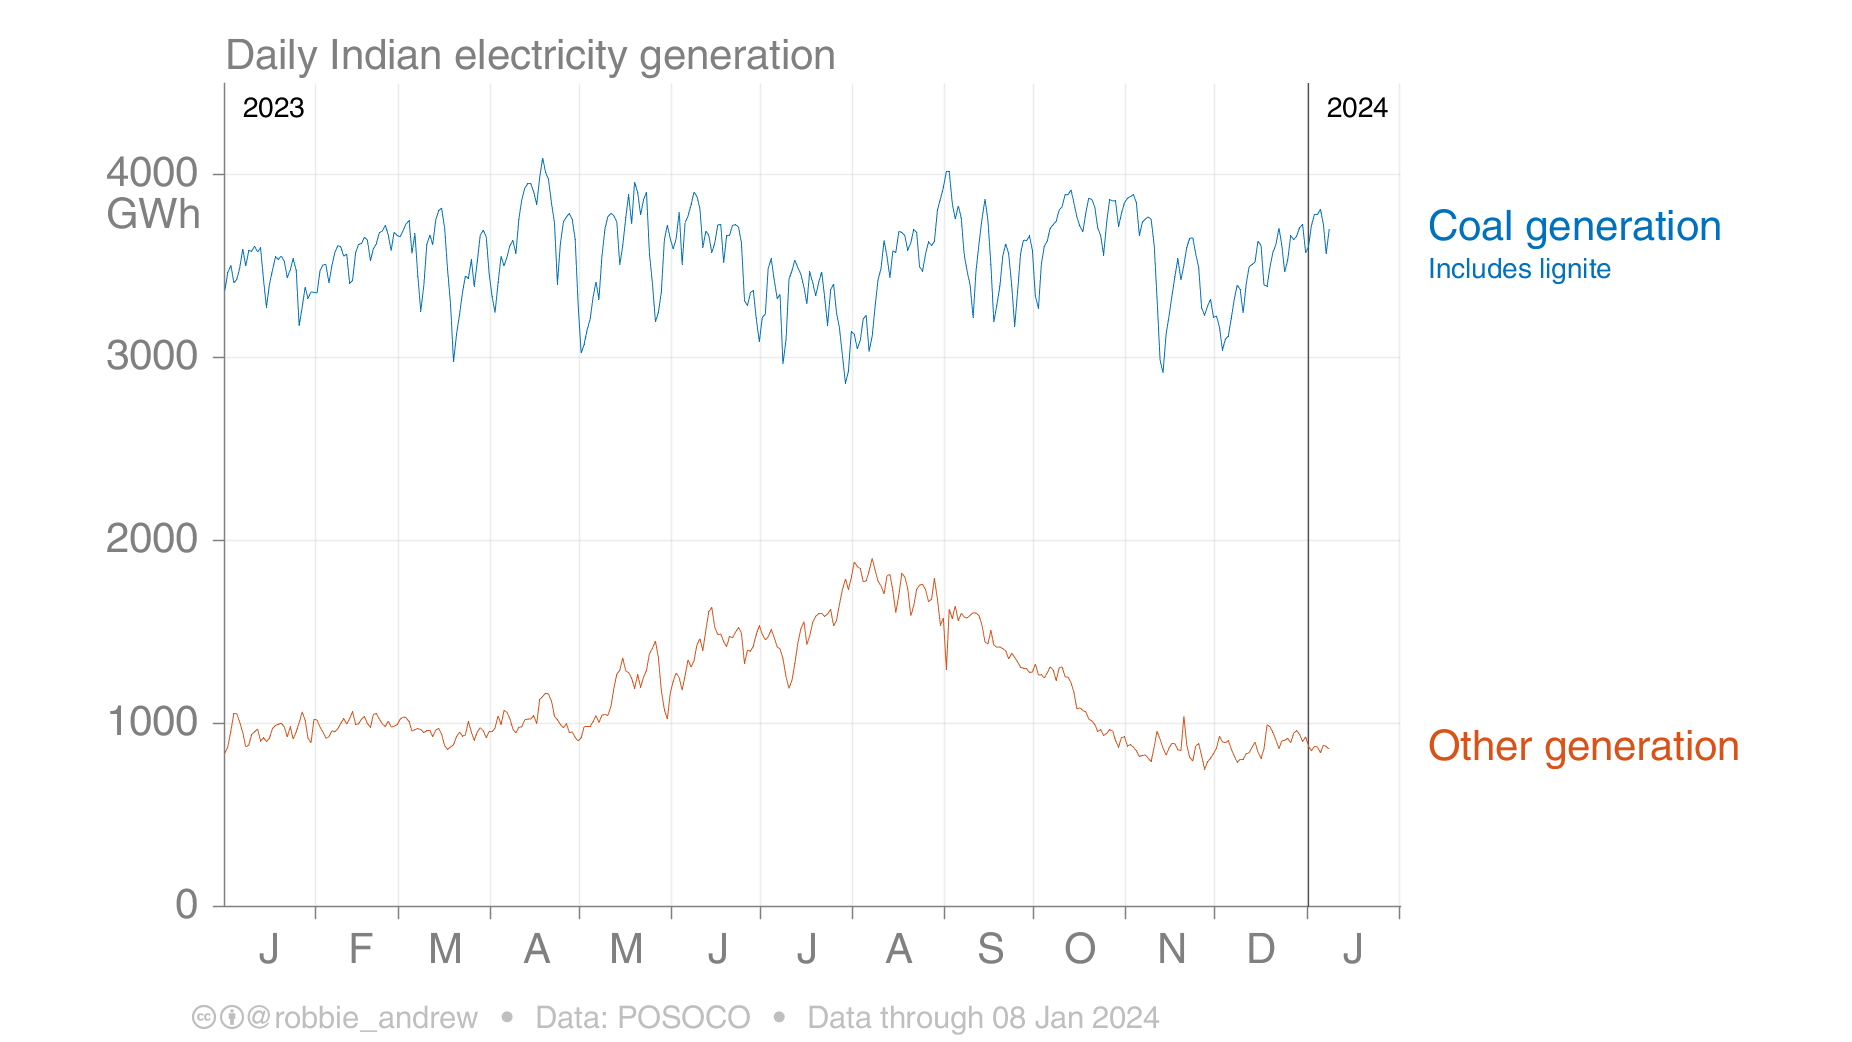 Daily Indian electricity generation
2023
2024
4000
GWh
3000
2000
1000
0
Coal generation
Includes lignite
Other generation
J F M A M J J A S O N D J
@robbie_andrew • Data: POSOCO • Data through 08 Jan 2024